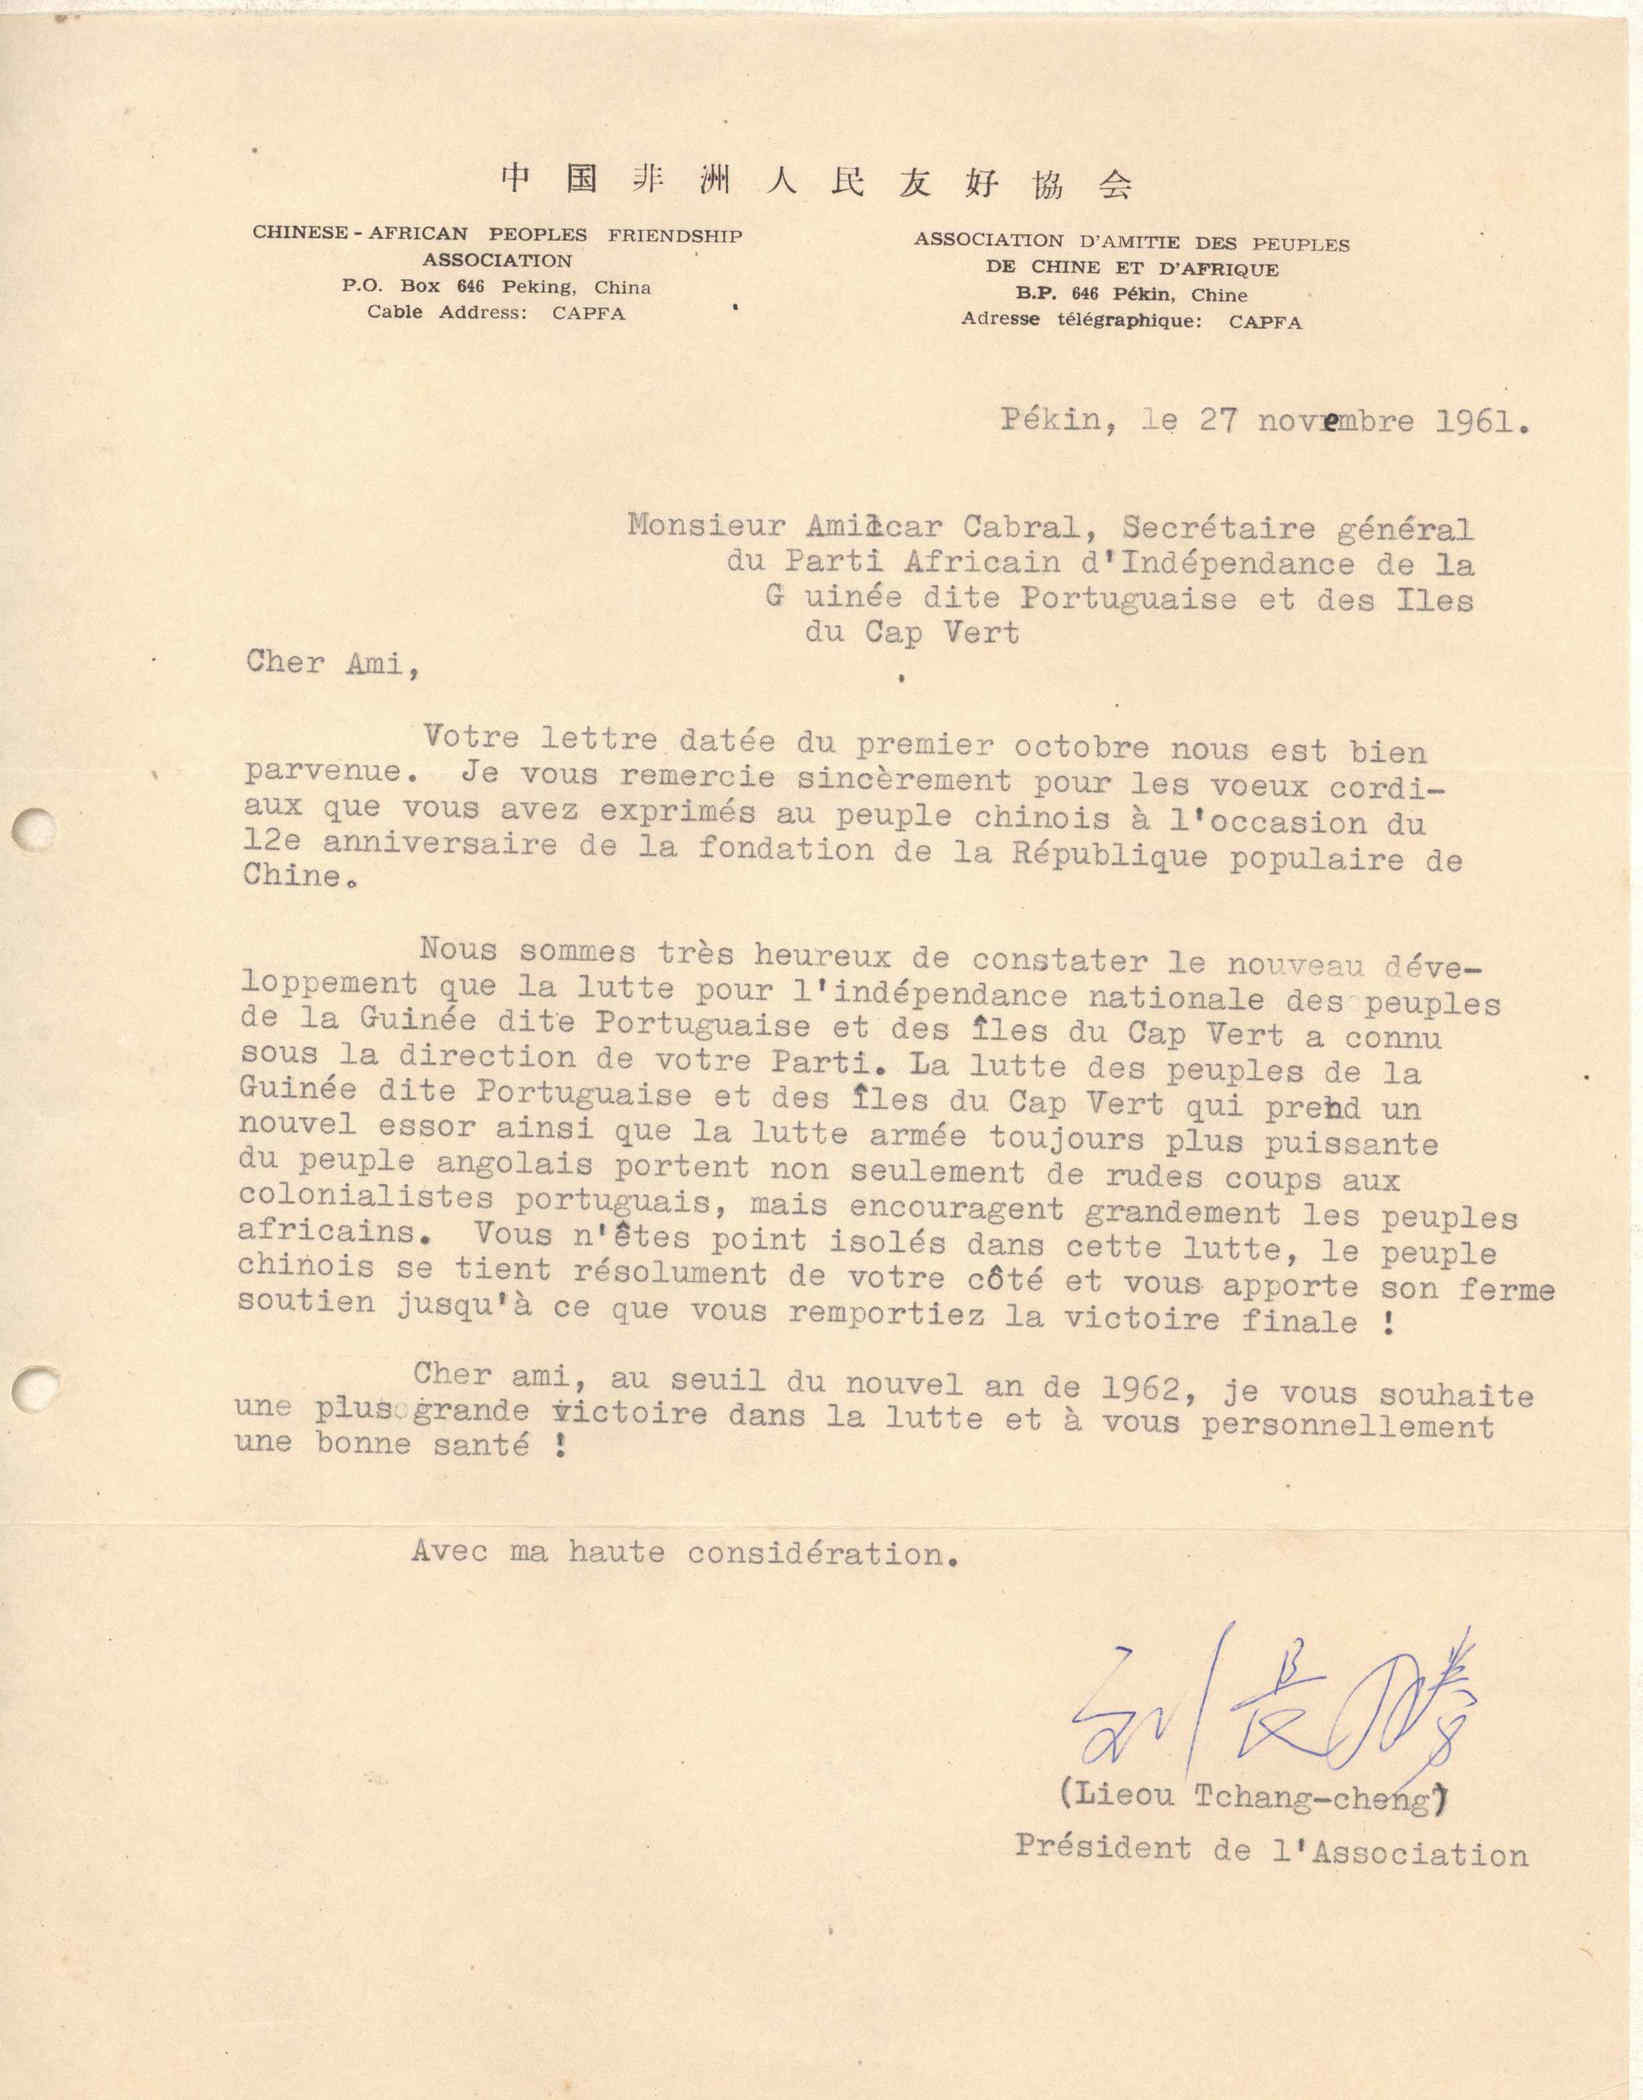 中国非洲人民友好協会
CHINESE - AFRICAN PEOPLES FRIENDSHIP
ASSOCIATION
P.O. Box 646 Peking, China
Cable Address: CAPFA
ASSOCIATION D'AMITIE DES PEUPLES
DE CHINE ET D'AFRIQUE
B.P. 646 Pékin, Chine
Adresse télégraphique: CAPFA
Pékin, le 27 novembre 1961.
Monsieur Amilcar Cabral, Secrétaire général
du Parti Africain d'Indépendance de la
G uinée dite Portuguaise et des Iles
du Cap Vert
Cher Ami,
Votre lettre datée du premier octobre nous est bien
parvenue. Je vous remercie sincèrement pour les voeux cordi-
aux que vous avez exprimés au peuple chinois à l'occasion du
12e anniversaire de la fondation de la République populaire de
Chine.
Nous sommes très heureux de constater le nouveau déve-
loppement que la lutte pour l'indépendance nationale des peuples
de la Guinée dite Portuguaise et des îles du Cap Vert a connu
sous la direction de votre Parti. La lutte des peuples de la
Guinée dite Portuguaise et des îles du Cap Vert qui prend un
nouvel essor ainsi que la lutte armée toujours plus puissante
du peuple angolais portent non seulement de rudes coups aux
colonialistes portuguais, mais encouragent grandement les peuples
africains. Vous n'êtes point isolés dans cette lutte, le peuple
chinois se tient résolument de votre côté et vous apporte son ferme
soutien jusqu'à ce que vous remportiez la victoire finale !
Cher ami, au seuil du nouvel an de 1962, je vous souhaite
une plus grande victoire dans la lutte et à vous personnellement
une bonne santé !
Avec ma haute considération.
刘长勝
(Lieou Tchang-cheng)
Président de l'Association